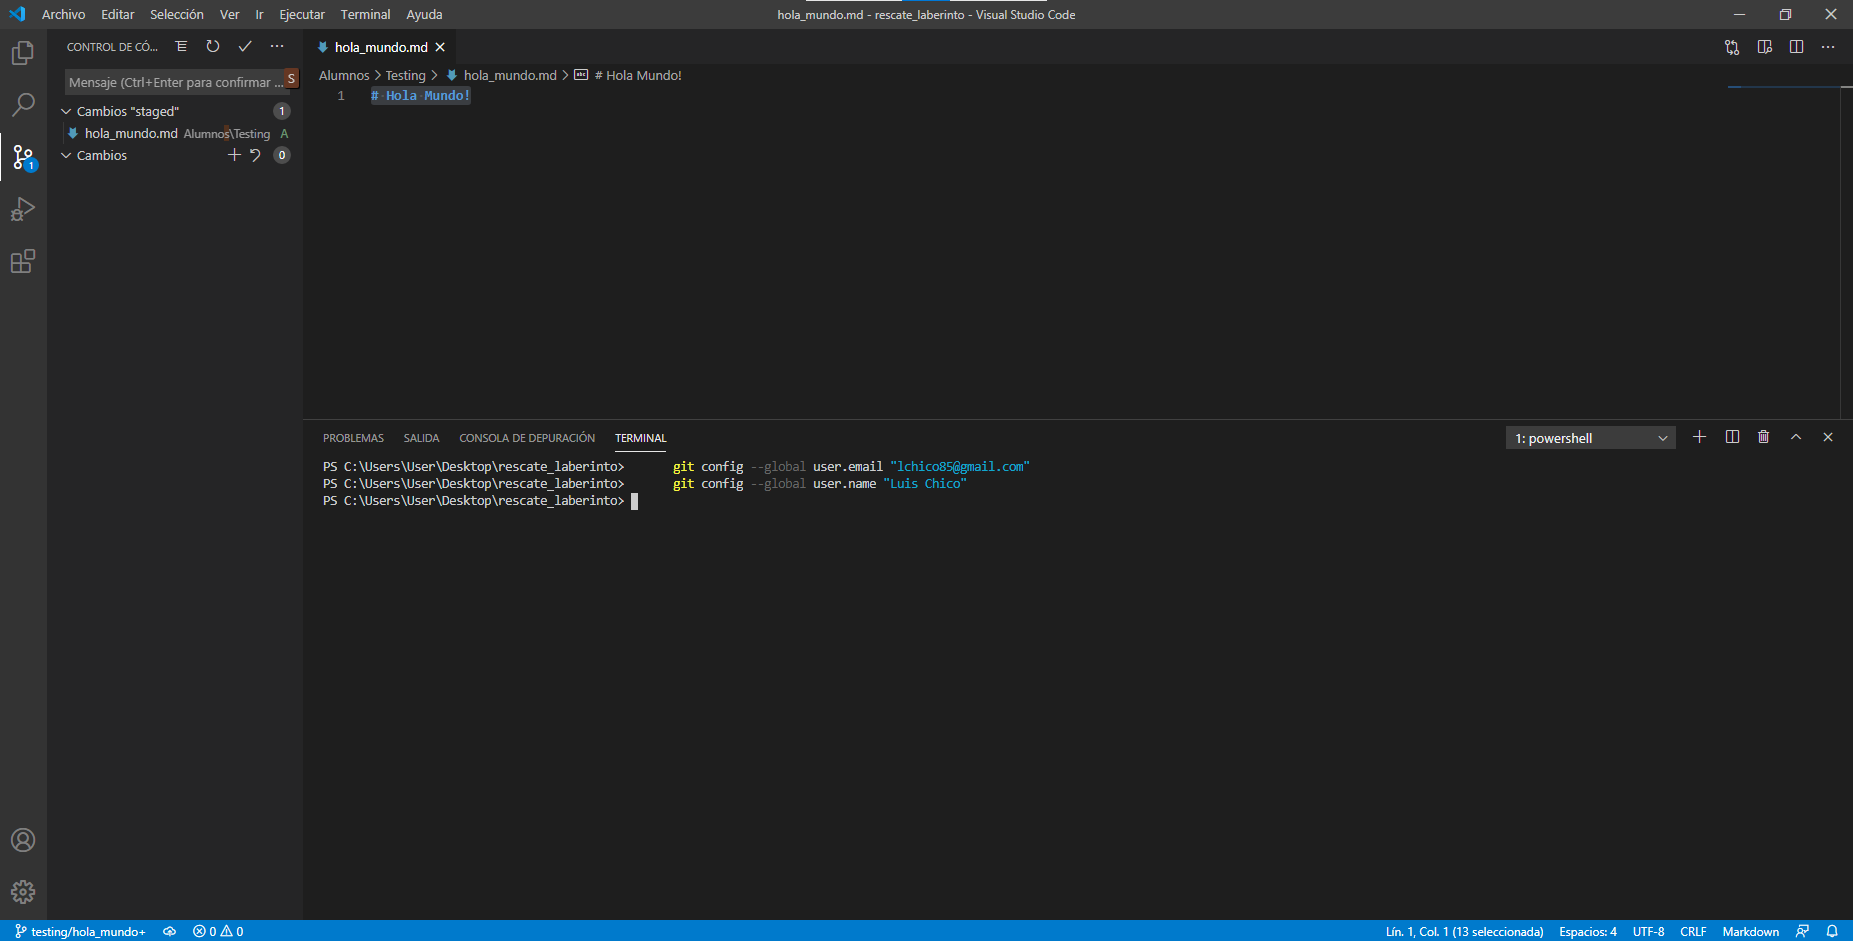 Archivo Editar Selección Ver Ir Ejecutar Terminal Ayuda
hola_mundo.md - rescate_laberinto - Visual Studio Code
CONTROL DE CÓ...
Mensaje (Ctrl+Enter para confirmar ...
S
Cambios "staged" 1
hola_mundo.md Alumnos\Testing A
Cambios 0
1
hola_mundo.md
Alumnos > Testing > hola_mundo.md > abc # Hola Mundo!
1 # Hola Mundo!
PROBLEMAS SALIDA CONSOLA DE DEPURACIÓN TERMINAL
1: powershell
PS C:\Users\User\Desktop\rescate_laberinto> git config --global user.email "lchico85@gmail.com"
PS C:\Users\User\Desktop\rescate_laberinto> git config --global user.name "Luis Chico"
PS C:\Users\User\Desktop\rescate_laberinto>
testing/hola_mundo+ 0 0
Lín. 1, Col. 1 (13 seleccionada) Espacios: 4 UTF-8 CRLF Markdown